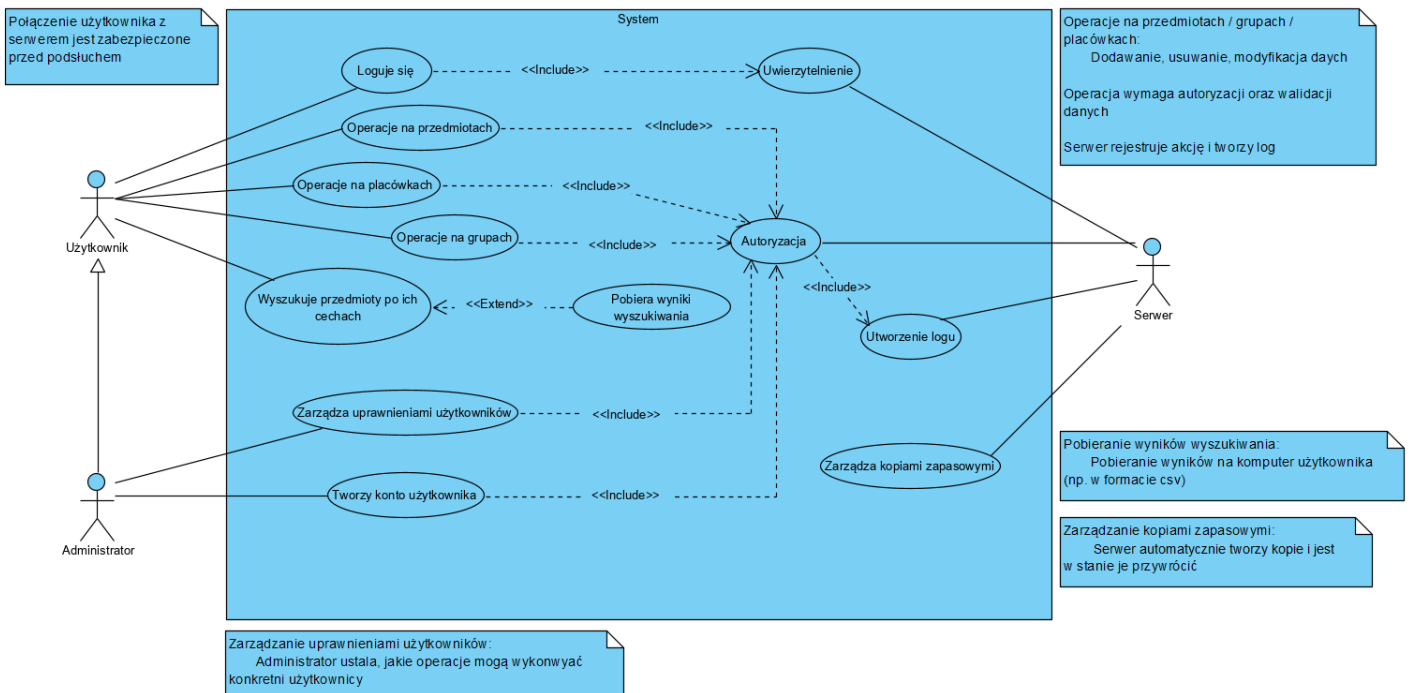 Połączenie użytkownika z
serwerem jest zabezpieczone
przed podsłuchem
System
Operacje na przedmiotach / grupach /
placówkach:
Dodawanie, usuwanie, modyfikacja daych
Operacja wymaga autoryzacji oraz walidacji
danych
Serwer rejestruje akcję i tworzy log
Loguje się
<<Include>>
Uwierzytelnienie
Operacje na przedmiotach
<<Include>>
Operacje na placówkach
<<Include>>
Użytkownik
Operacje na grupach
<<Include>>
Autoryzacja
<<Include>>
Wyszukuje przedmioty po ich
cechach
<<Extend>>
Pobiera wyniki
wyszukiwania
Serwer
Utworzenie logu
Zarządza uprawnieniami użytkowników
<<Include>>
Zarządza kopiami zapasowymi
Pobieranie wyników wyszukiwania:
Pobieranie wyników na komputer użytkownika
(np. w formacie csv)
Tworzy konto użytkownika
<<Include>>
Administrator
Zarządzanie kopiami zapasowymi:
Serwer automatycznie tworzy kopie i jest
w stanie je przywrócić
Zarządzanie uprawnieniami użytkowników:
Administrator ustala, jakie operacje mogą wykonwyać
konkretni użytkownicy